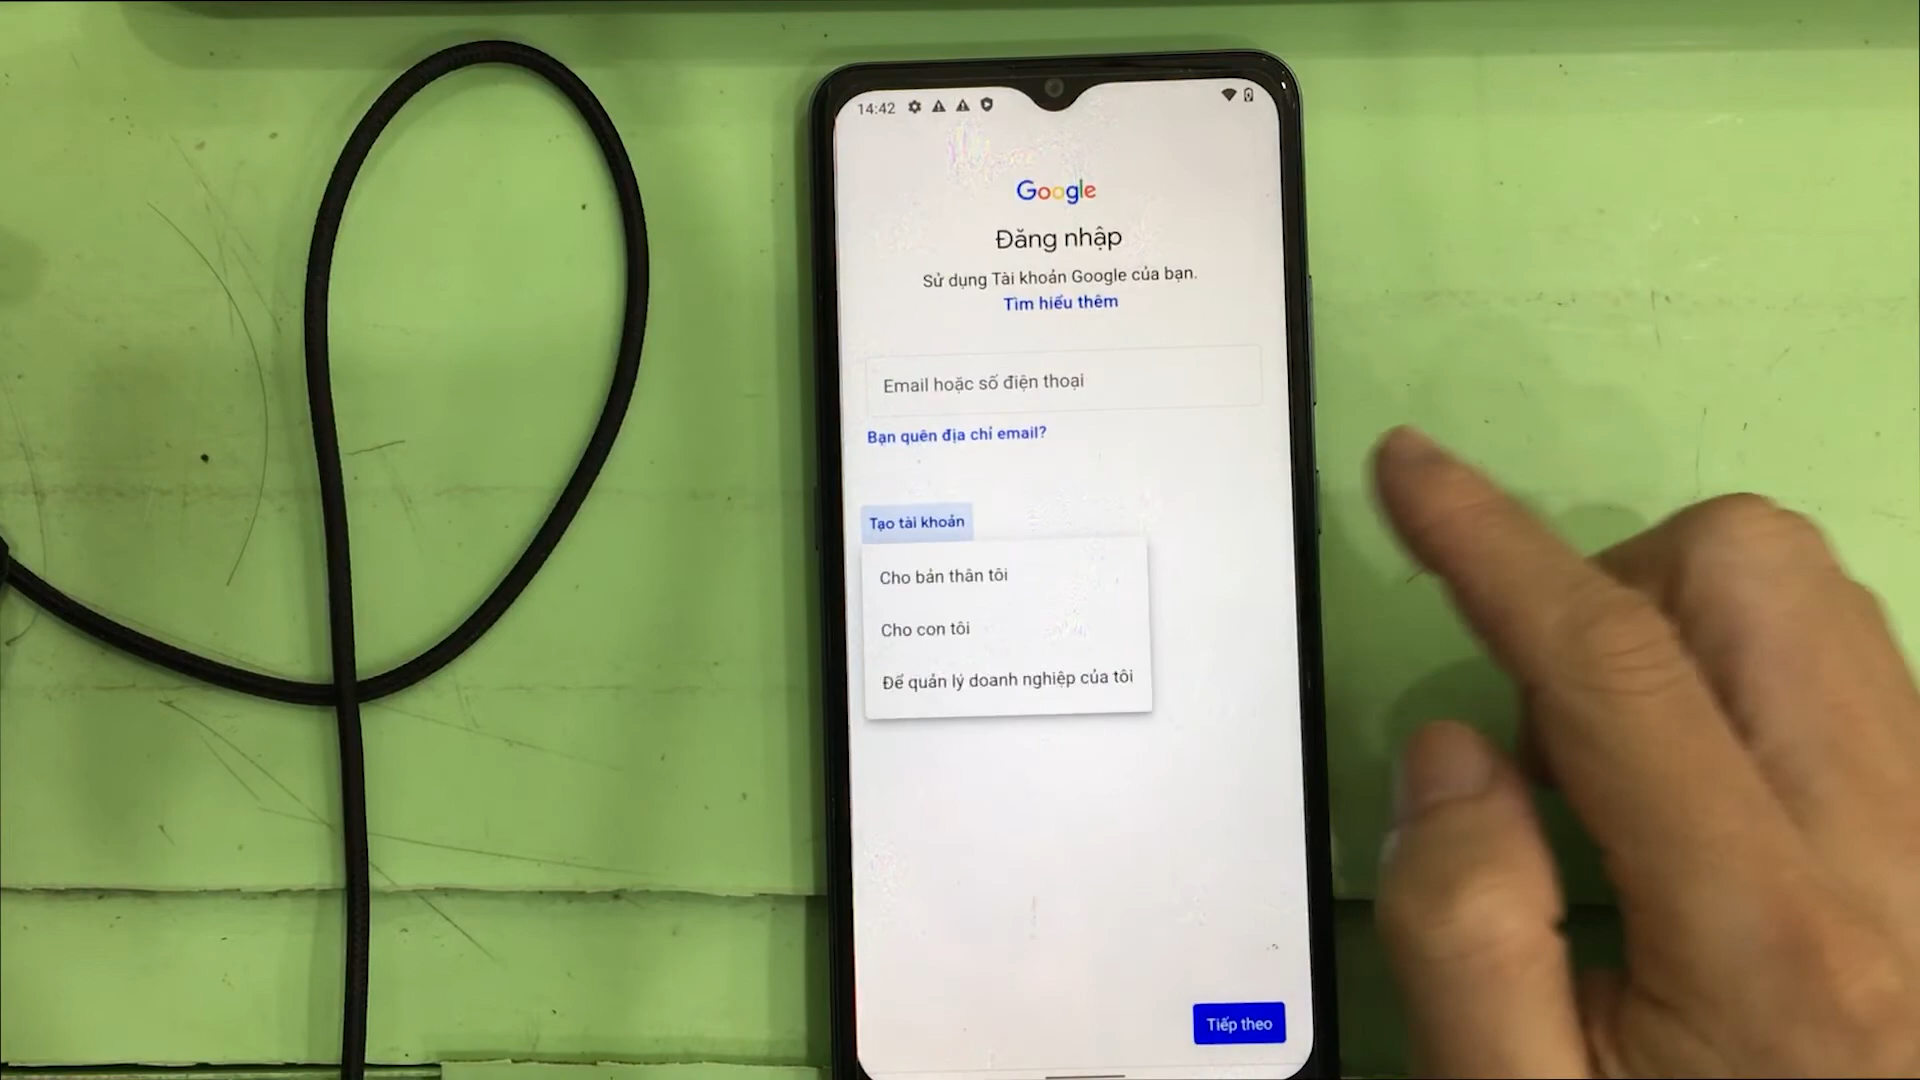 14:42
Google
Đăng nhập
Sử dụng Tài khoản Google của bạn.
Tìm hiểu thêm
Email hoặc số điện thoại
Bạn quên địa chỉ email?
Tạo tài khoản
Cho bản thân tôi
Cho con tôi
Để quản lý doanh nghiệp của tôi
Tiếp theo